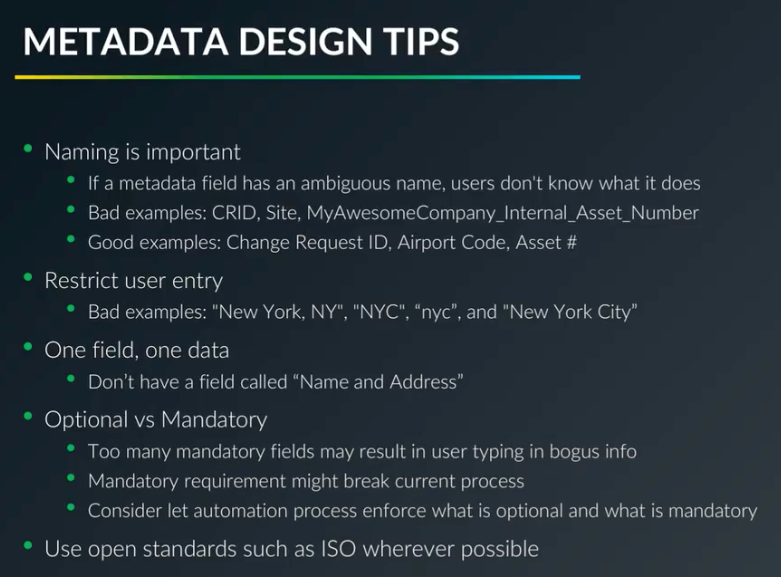 METADATA DESIGN TIPS
Naming is important
If a metadata field has an ambiguous name, users don't know what it does
Bad examples: CRID, Site, MyAwesomeCompany_Internal_Asset_Number
Good examples: Change Request ID, Airport Code, Asset #
Restrict user entry
Bad examples: "New York, NY", "NYC", “nyc”, and "New York City”
One field, one data
Don’t have a field called “Name and Address”
Optional vs Mandatory
Too many mandatory fields may result in user typing in bogus info
Mandatory requirement might break current process
Consider let automation process enforce what is optional and what is mandatory
Use open standards such as ISO wherever possible